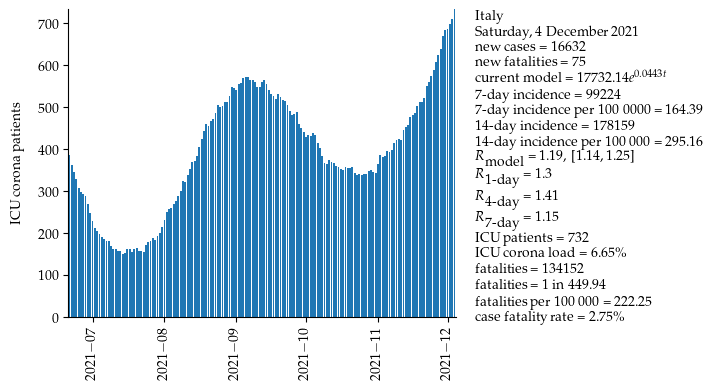 ICU corona patients
700
600
500
400
300
200
100
0
2021−07
2021−08
2021−09
2021−10
2021−11
2021−12
Italy
Saturday, 4 December 2021
new cases = 16632
new fatalities = 75
current model = 17732.14e^0.0443t
7-day incidence = 99224
7-day incidence per 100 0000 = 164.39
14-day incidence = 178159
14-day incidence per 100 000 = 295.16
R_model = 1.19, [1.14, 1.25]
R_1-day = 1.3
R_4-day = 1.41
R_7-day = 1.15
ICU patients = 732
ICU corona load = 6.65%
fatalities = 134152
fatalities = 1 in 449.94
fatalities per 100 000 = 222.25
case fatality rate = 2.75%